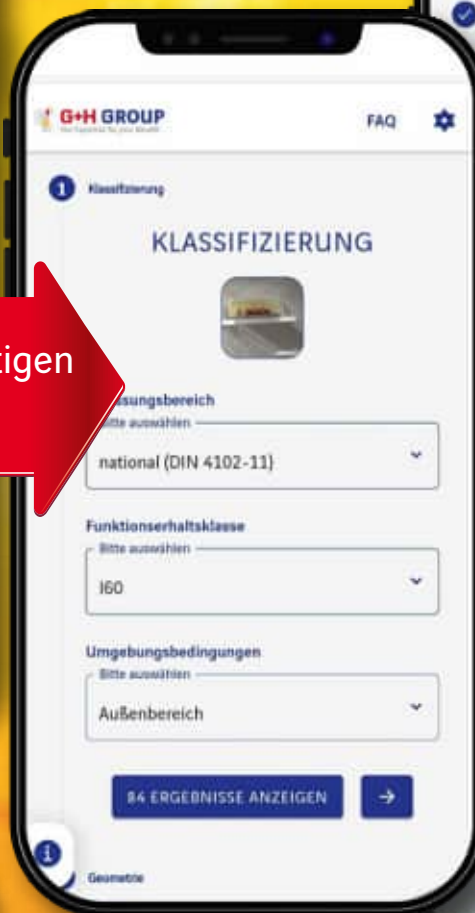 G+H GROUP
FAQ
1
Klassifizierung
KLASSIFIZIERUNG
tigen
sungsbereich
Bitte auswählen
national (DIN 4102-11)
Funktionserhaltsklasse
Bitte auswählen
I60
Umgebungsbedingungen
Bitte auswählen
Außenbereich
84 ERGEBNISSE ANZEIGEN
i
Geometrie